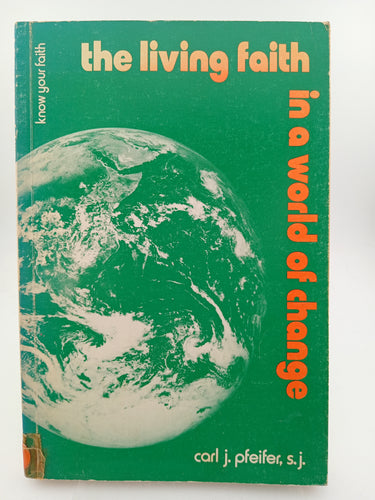 know your faith
the living faith
in a world of change
carl j. pfeifer, s.j.